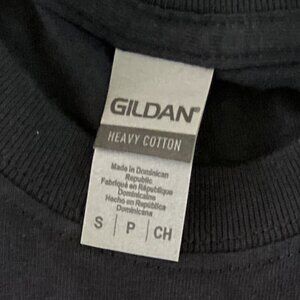 GILDAN®
HEAVY COTTON
Made in Dominican
Republic
Fabriqué en République
Dominicaine
Hecho en República
Dominicana
S | P | CH